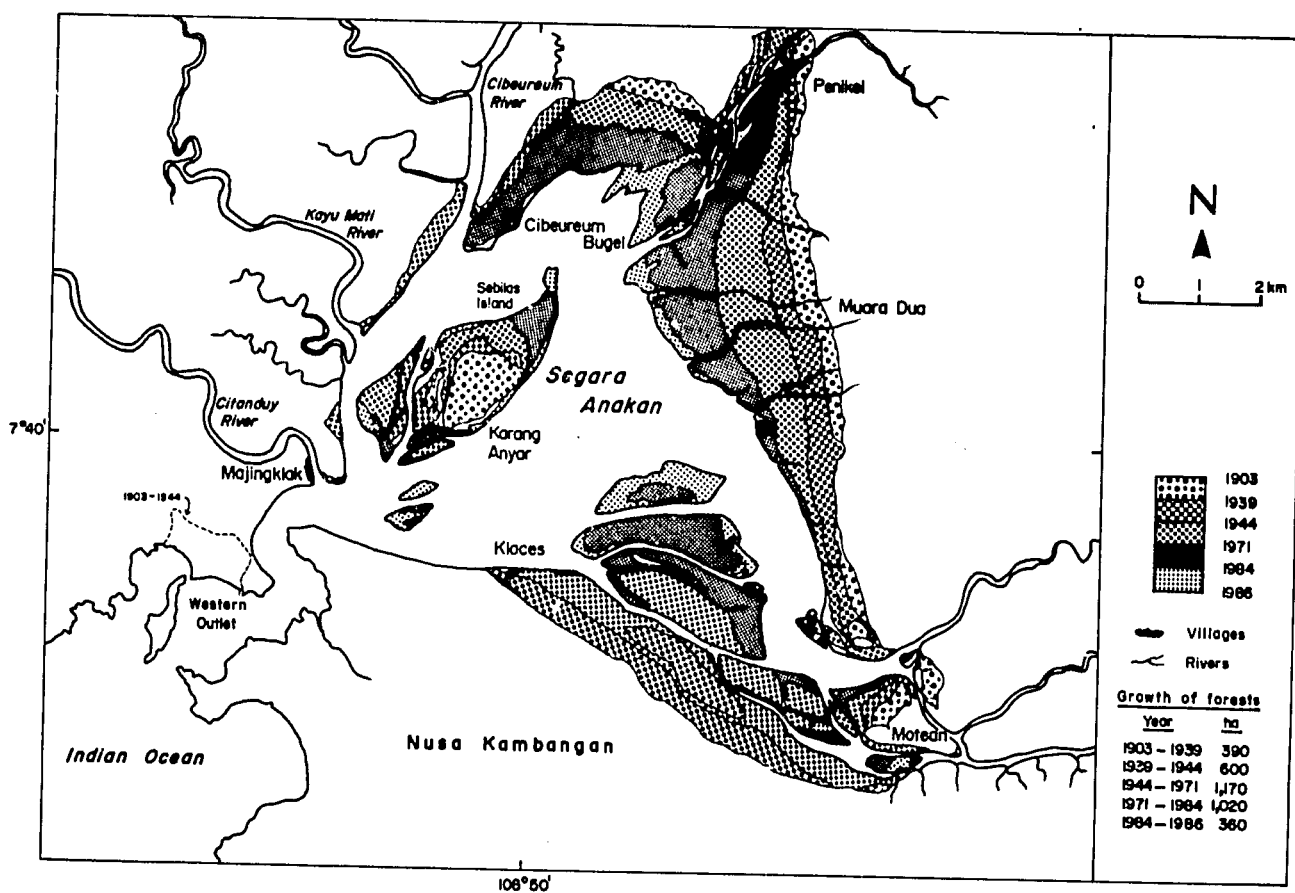 Cibeureum
River
Penikel
Kayu Mati
River
Cibeureum
Bugel
Sebilas
Island
Muara Dua
Segara
Anakan
Citanduy
River
7°40'
Karang
Anyar
Majingklak
1903-1944
Kloces
Western
Outlet
Motean
Nusa Kambangan
Indian Ocean
108°50'
N
0 1 2 km
1903
1939
1944
1971
1984
1986
Villages
Rivers
Growth of forests
Year ha
1903-1939 390
1939-1944 600
1944-1971 1,170
1971-1984 1,020
1984-1986 360